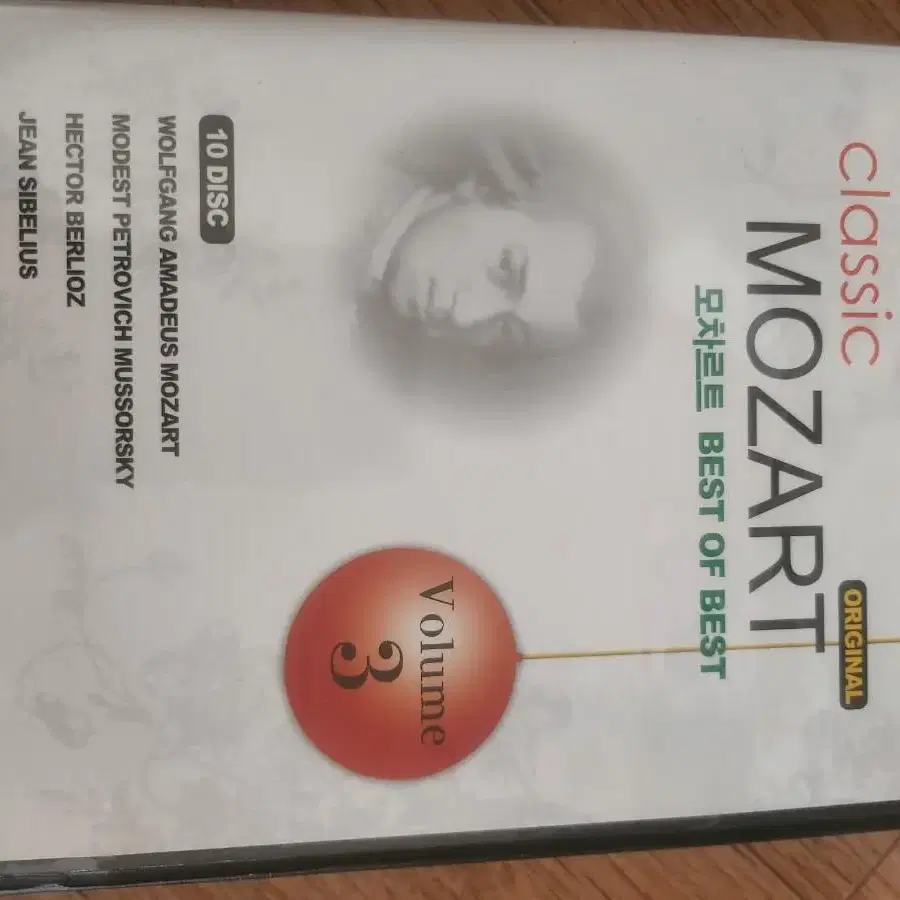 classic
ORIGINAL
MOZART
모차르트 BEST OF BEST
Volume
3
10 DISC
WOLFGANG AMADEUS MOZART
MODEST PETROVICH MUSSORSKY
HECTOR BERLIOZ
JEAN SIBELIUS